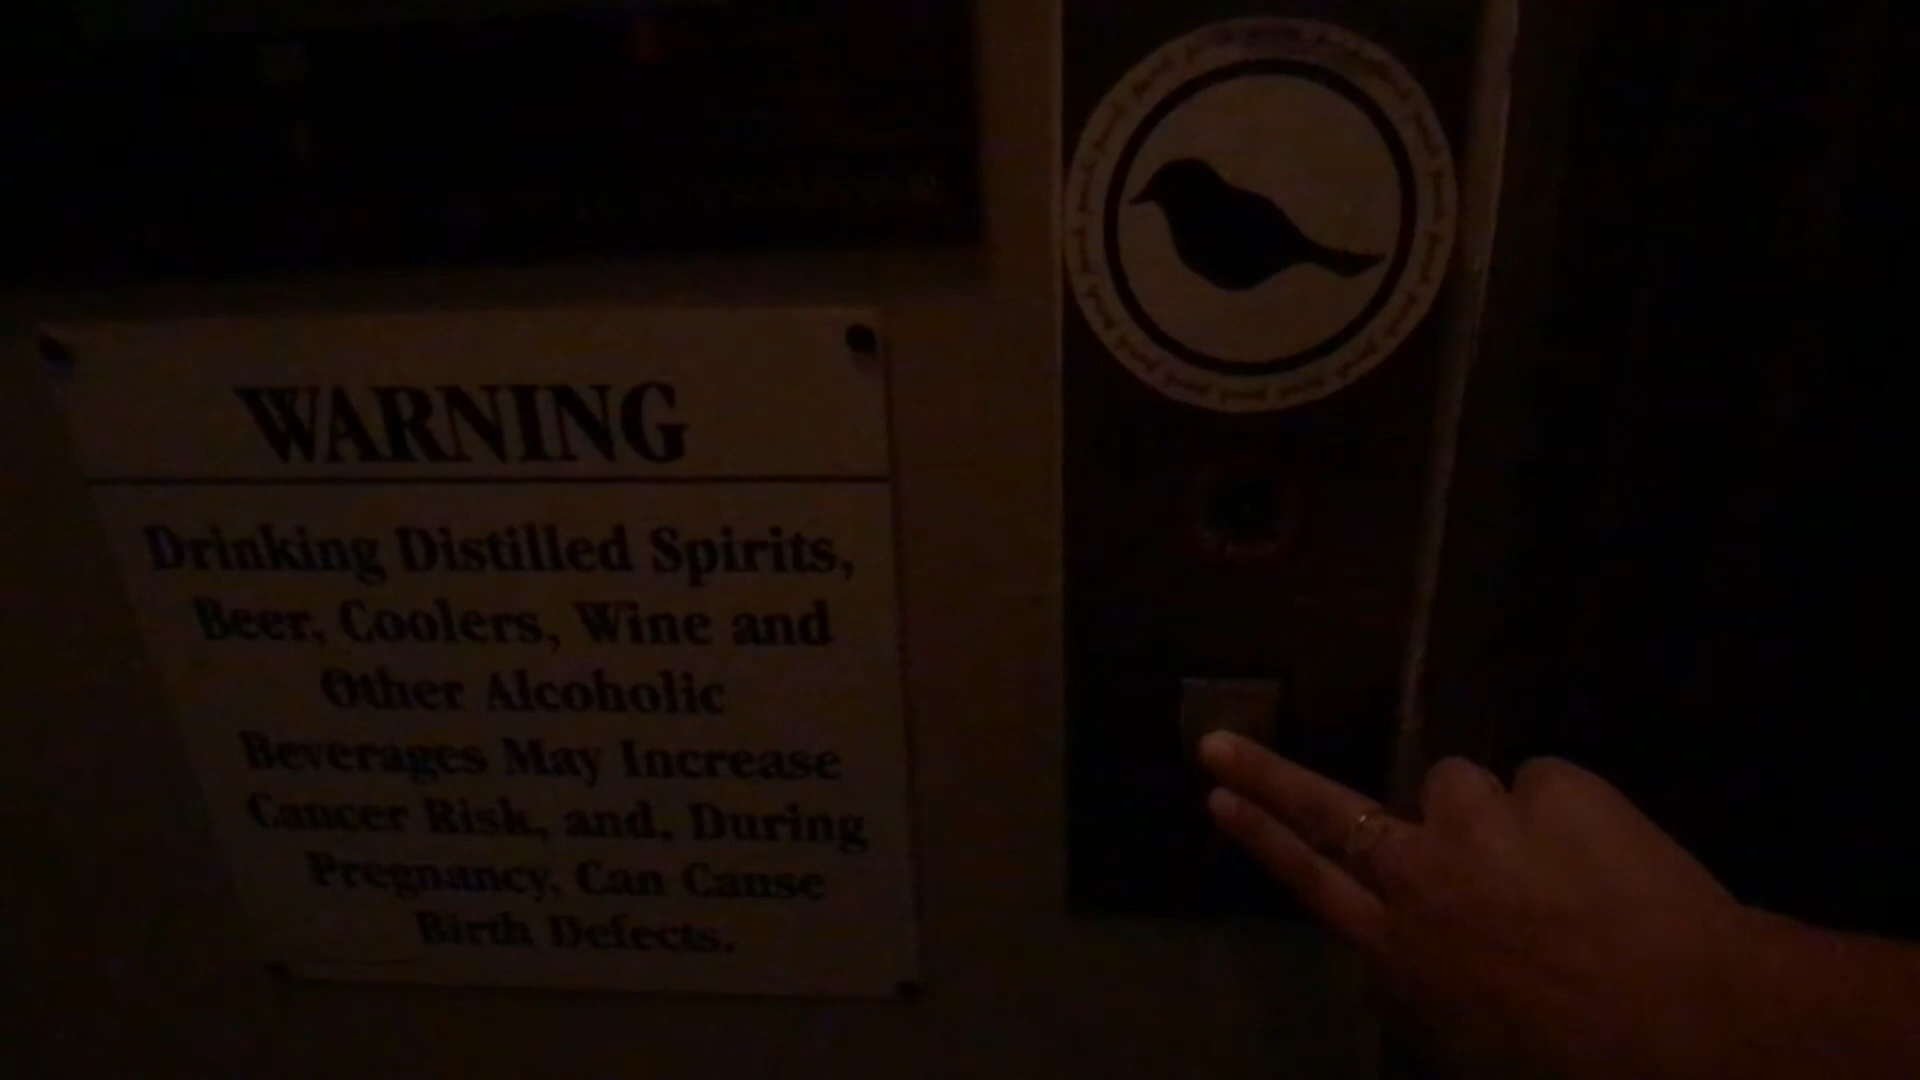 WARNING
Drinking Distilled Spirits,
Beer, Coolers, Wine and
Other Alcoholic
Beverages May Increase
Cancer Risk, and, During
Pregnancy, Can Cause
Birth Defects.